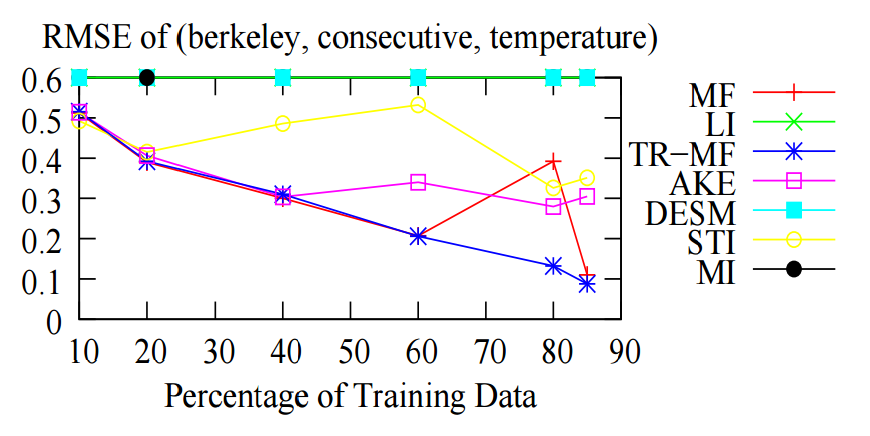 RMSE of (berkeley, consecutive, temperature)
0.6
0.5
0.4
0.3
0.2
0.1
0
10 20 30 40 50 60 70 80 90
Percentage of Training Data
MF
LI
TR−MF
AKE
DESM
STI
MI